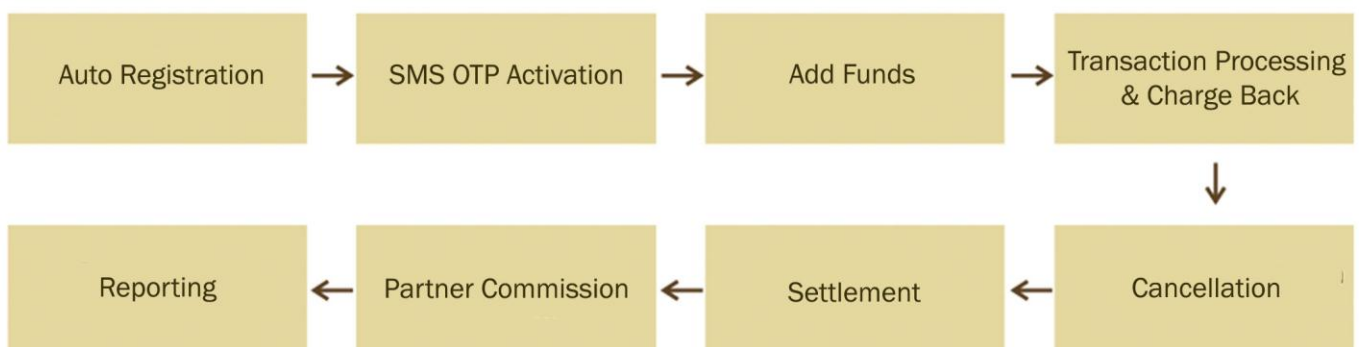 Auto Registration
SMS OTP Activation
Add Funds
Transaction Processing
& Charge Back
Cancellation
Settlement
Partner Commission
Reporting